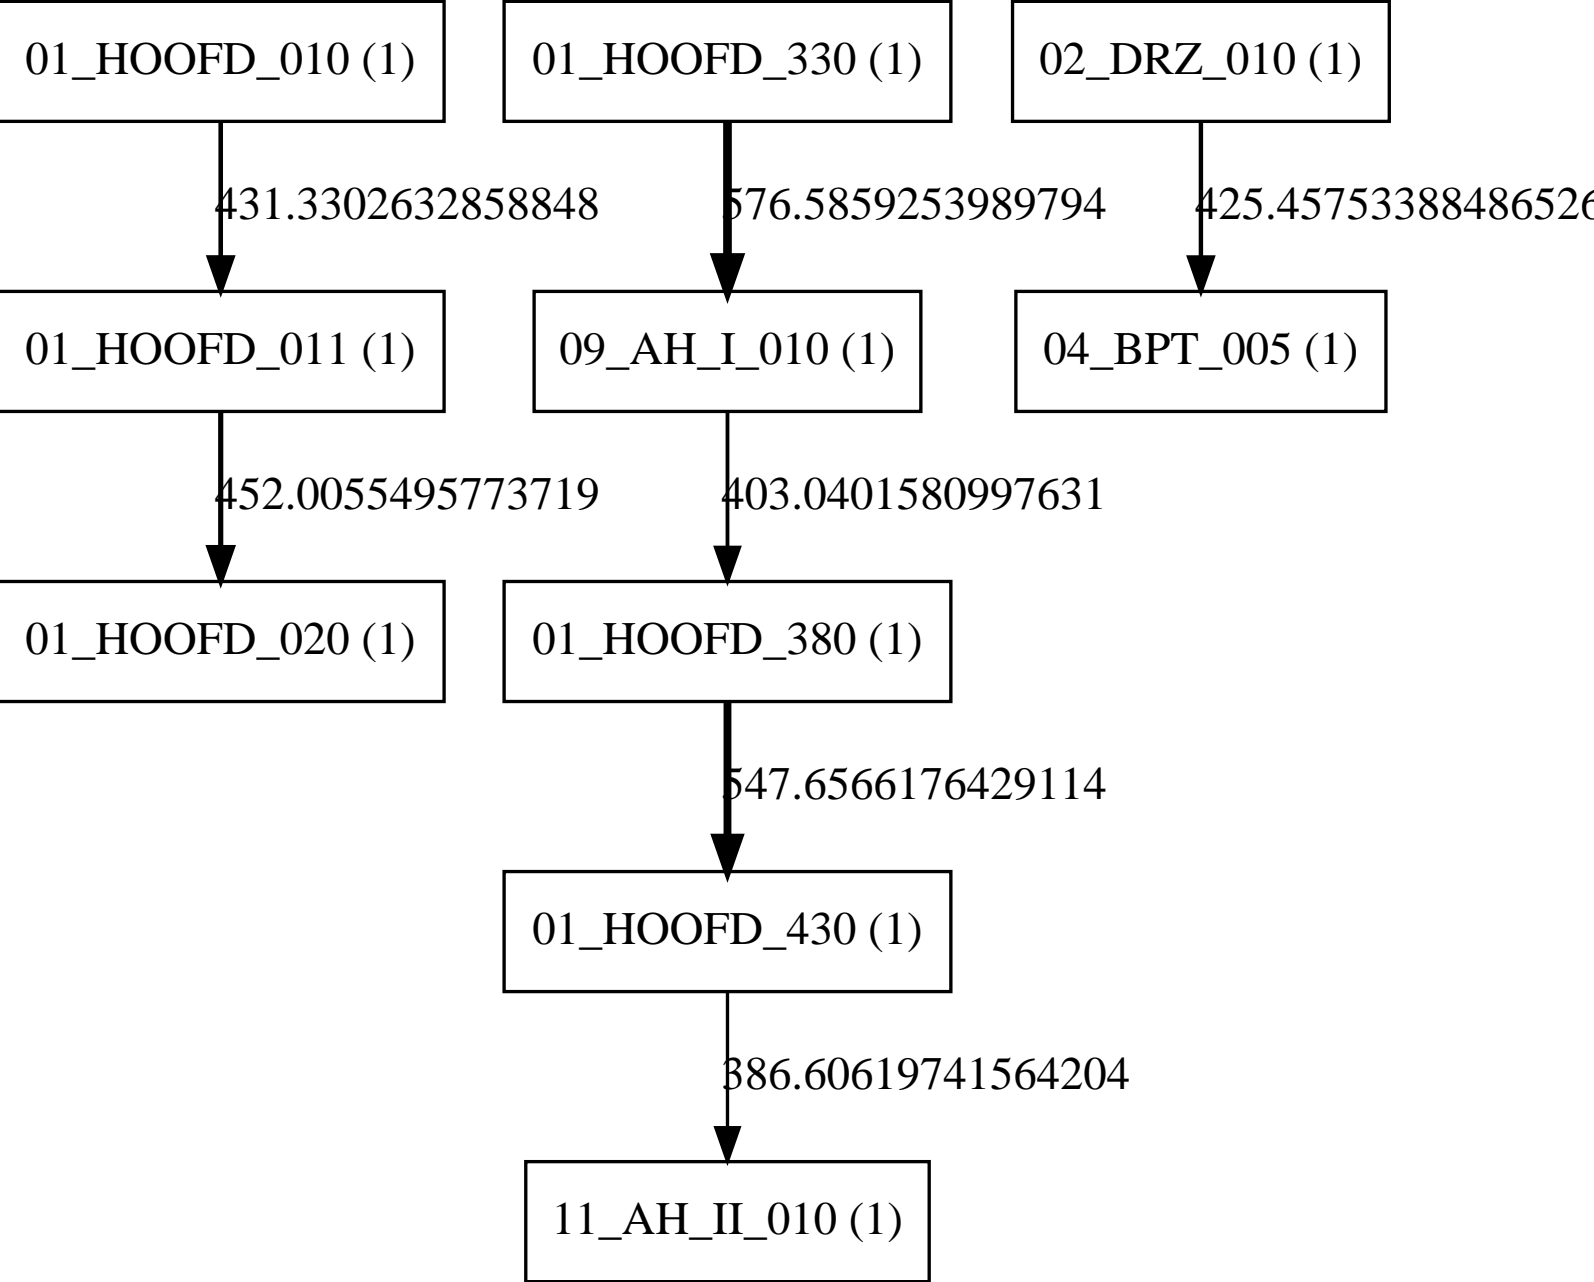 01_HOOFD_010 (1)
01_HOOFD_330 (1)
02_DRZ_010 (1)
431.3302632858848
576.5859253989794
425.45753388486526
01_HOOFD_011 (1)
09_AH_I_010 (1)
04_BPT_005 (1)
452.0055495773719
403.0401580997631
01_HOOFD_020 (1)
01_HOOFD_380 (1)
547.6566176429114
01_HOOFD_430 (1)
386.60619741564204
11_AH_II_010 (1)